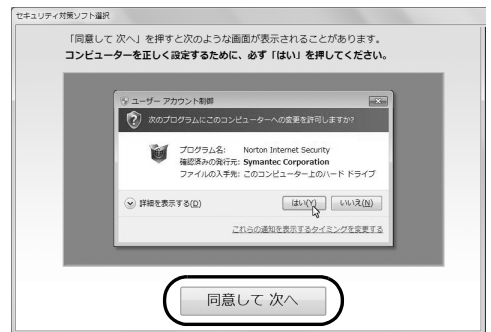 セキュリティ対策ソフト選択
「同意して 次へ」を押すと次のような画面が表示されることがあります。
コンピューターを正しく設定するために、必ず「はい」を押してください。
ユーザー アカウント制御
次のプログラムにこのコンピューターへの変更を許可しますか?
プログラム名: Norton Internet Security
確認済みの発行元: Symantec Corporation
ファイルの入手先: このコンピューター上のハード ドライブ
詳細を表示する(D) はい(Y) いいえ(N)
これらの通知を表示するタイミングを変更する
同意して 次へ